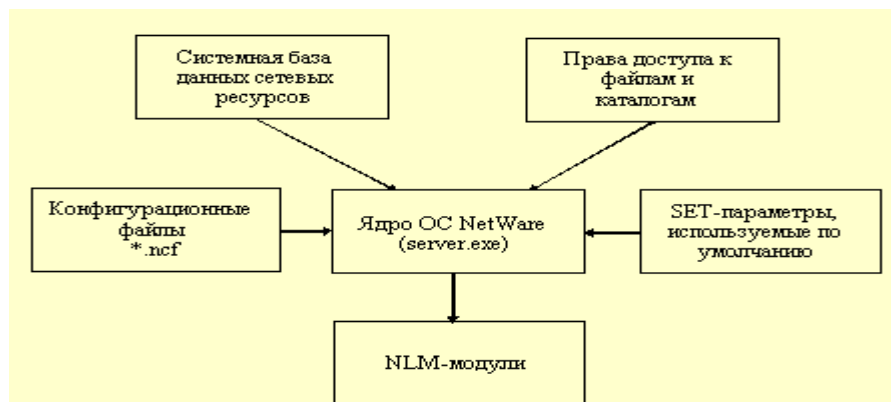 Системная база
данных сетевых
ресурсов
Права доступа к
файлам и
каталогам
Конфигурационные
файлы
*.ncf
Ядро ОС NetWare
(server.exe)
SET-параметры,
используемые по
умолчанию
NLM-модули